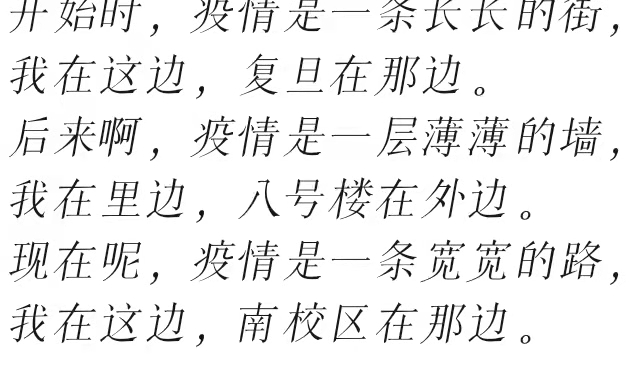 开始时，疫情是一条长长的街，
我在这边，复旦在那边。
后来啊，疫情是一层薄薄的墙，
我在里边，八号楼在外边。
现在呢，疫情是一条宽宽的路，
我在这边，南校区在那边。